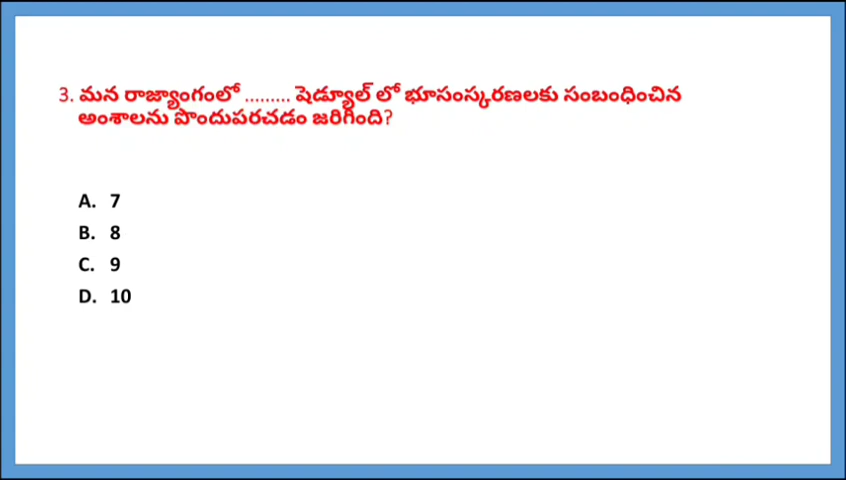 3. మన రాజ్యాంగంలో ......... షెడ్యూల్ లో భూసంస్కరణలకు సంబంధించిన
అంశాలను పొందుపరచడం జరిగింది?
A. 7
B. 8
C. 9
D. 10